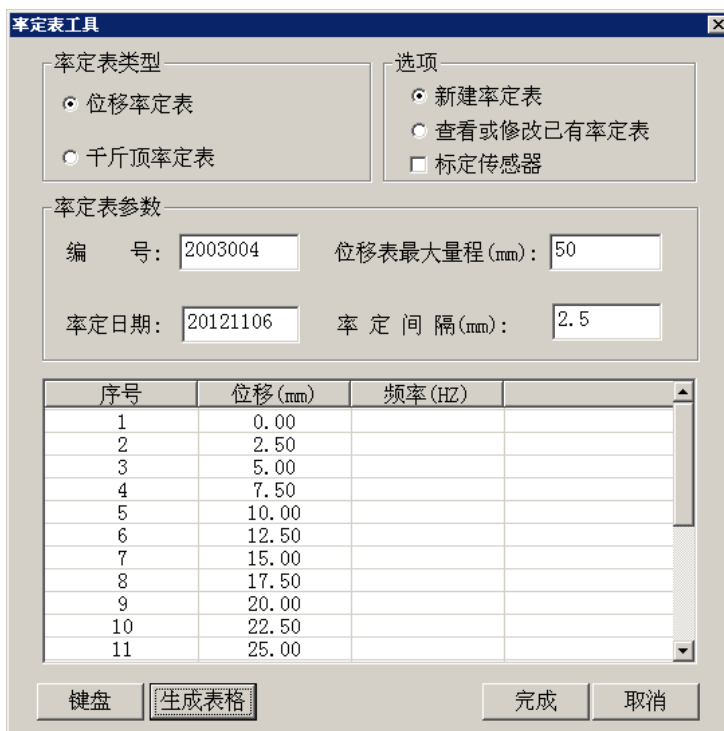 率定表工具
率定表类型
位移率定表
千斤顶率定表
选项
新建率定表
查看或修改已有率定表
标定传感器
率定表参数
编 号: 2003004 位移表最大量程(mm): 50
率定日期: 20121106 率 定 间 隔(mm): 2.5
序号 位移(mm) 频率(HZ)
1 0.00
2 2.50
3 5.00
4 7.50
5 10.00
6 12.50
7 15.00
8 17.50
9 20.00
10 22.50
11 25.00
键盘 生成表格 完成 取消